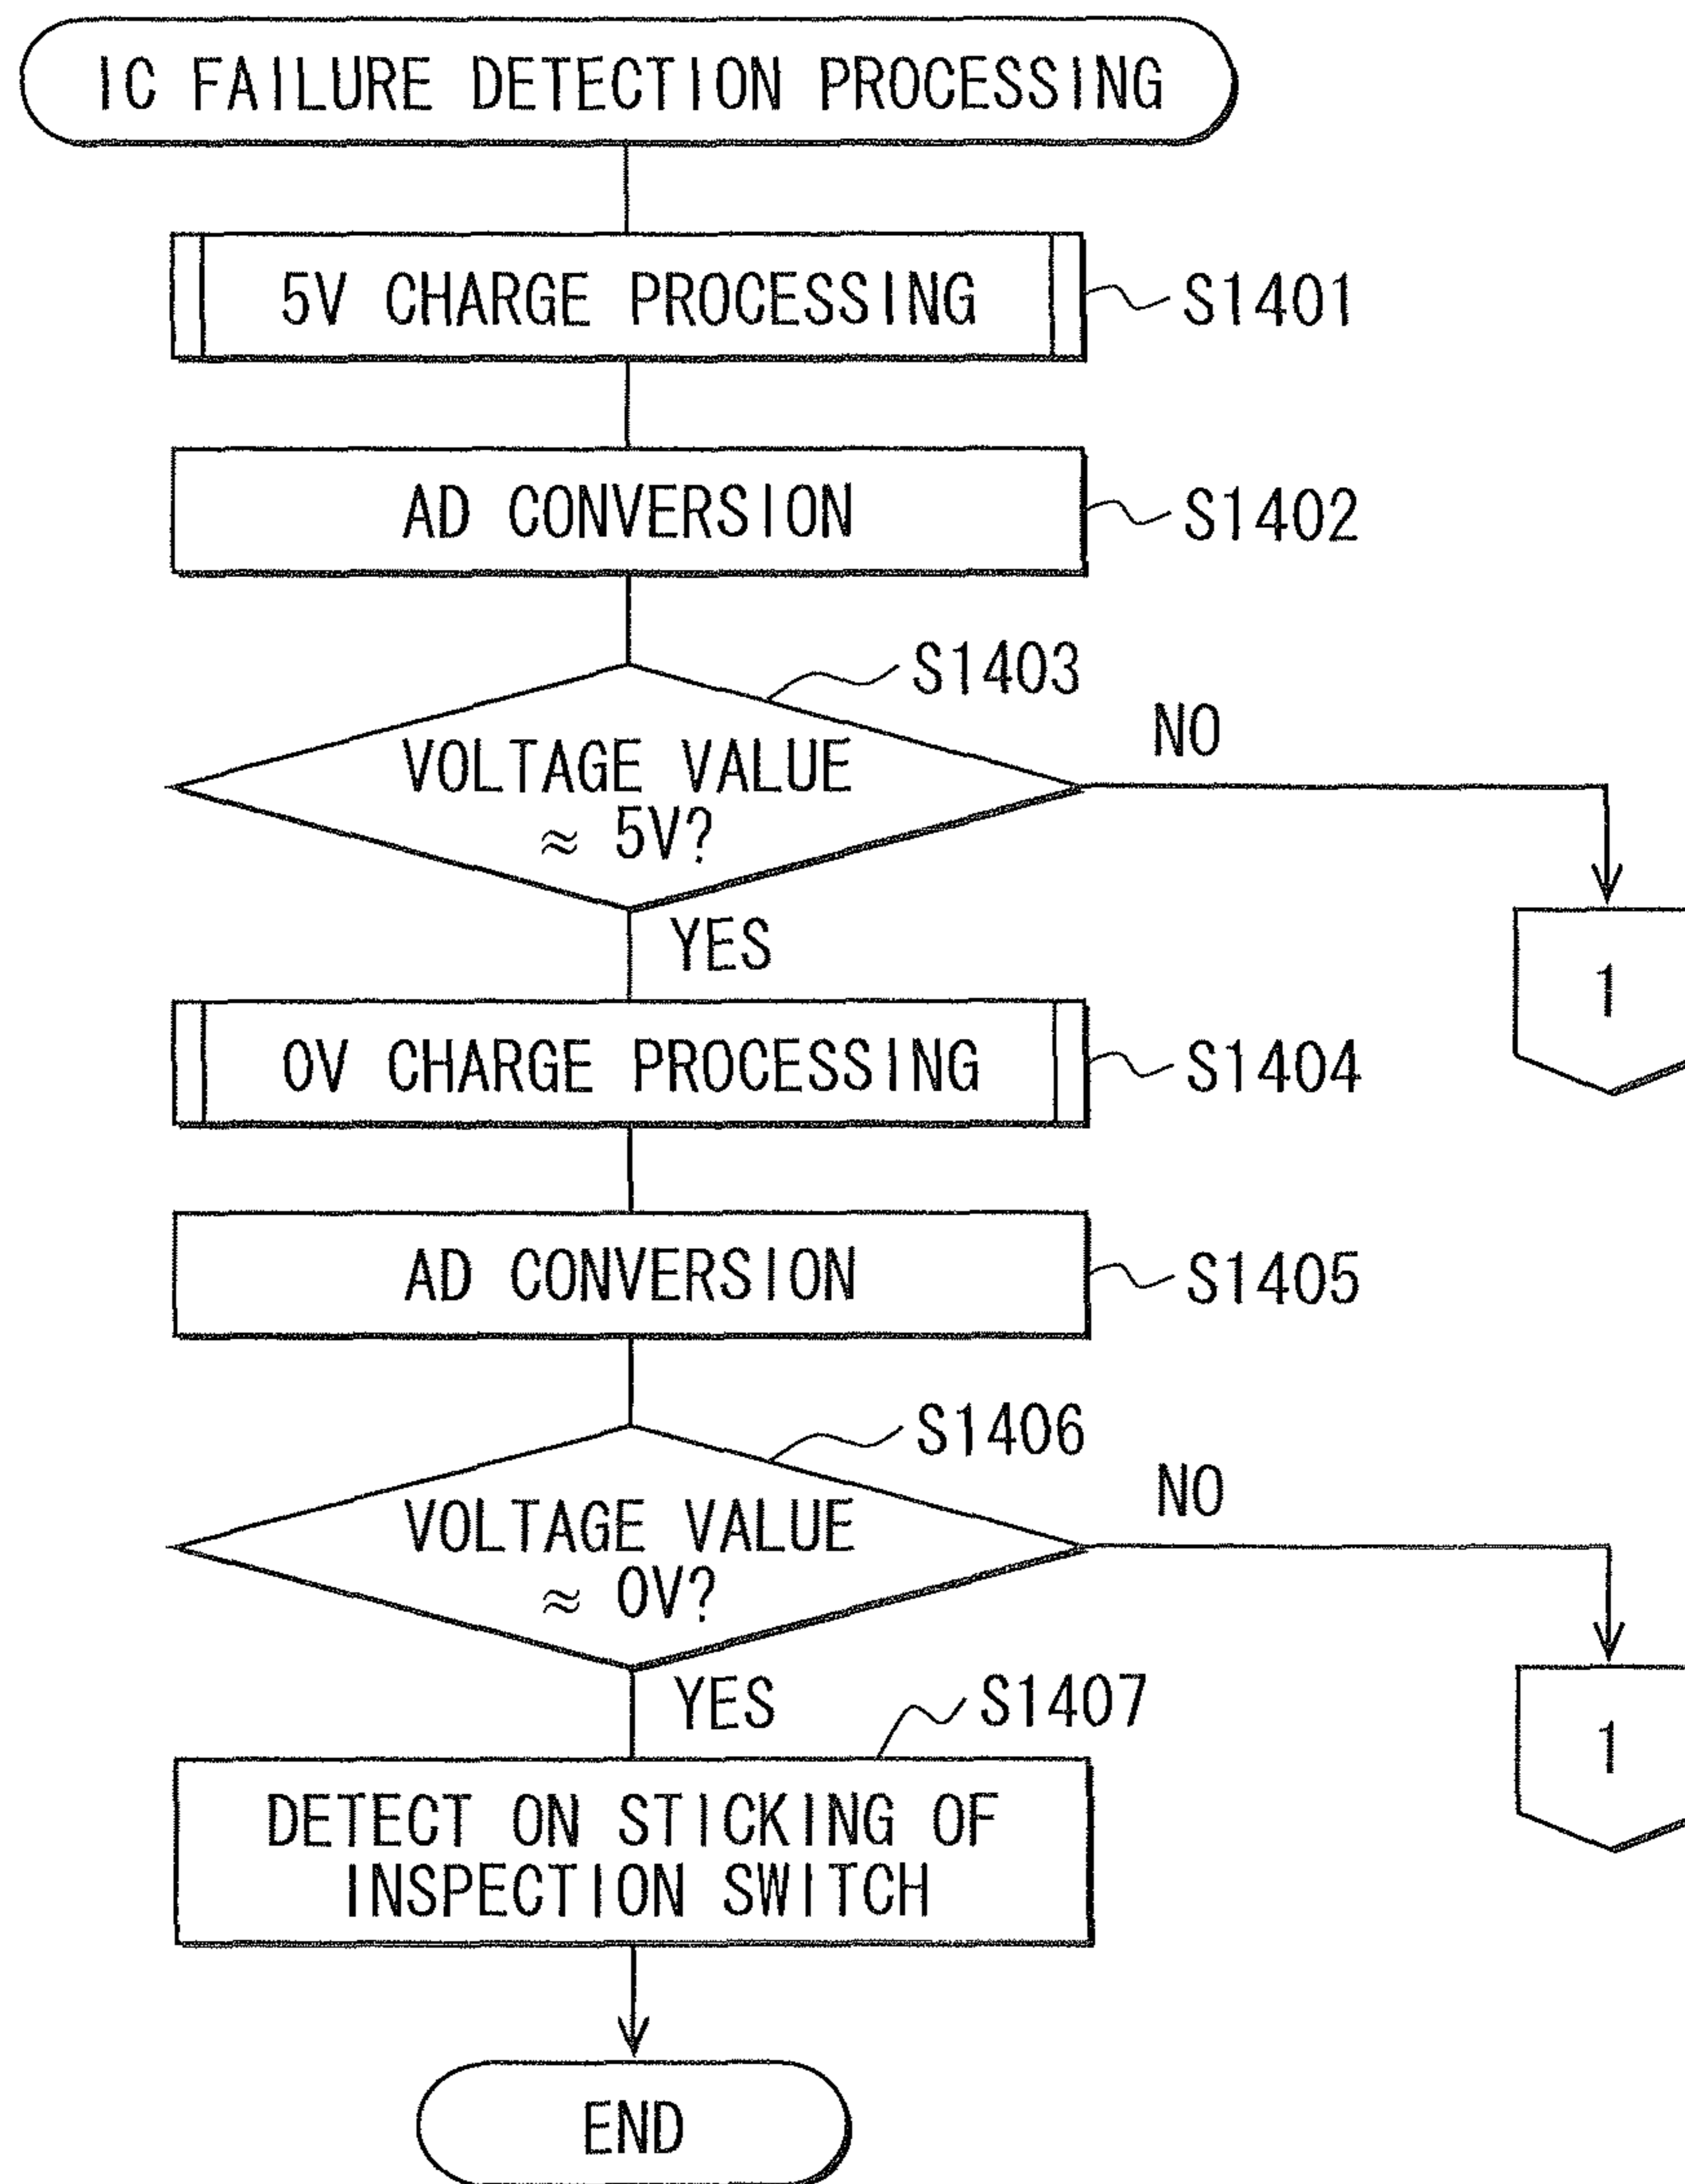 IC FAILURE DETECTION PROCESSING
5V CHARGE PROCESSING
S1401
AD CONVERSION
S1402
S1403
VOLTAGE VALUE
≈ 5V?
NO
1
YES
0V CHARGE PROCESSING
S1404
AD CONVERSION
S1405
S1406
VOLTAGE VALUE
≈ 0V?
NO
1
YES
S1407
DETECT ON STICKING OF
INSPECTION SWITCH
END